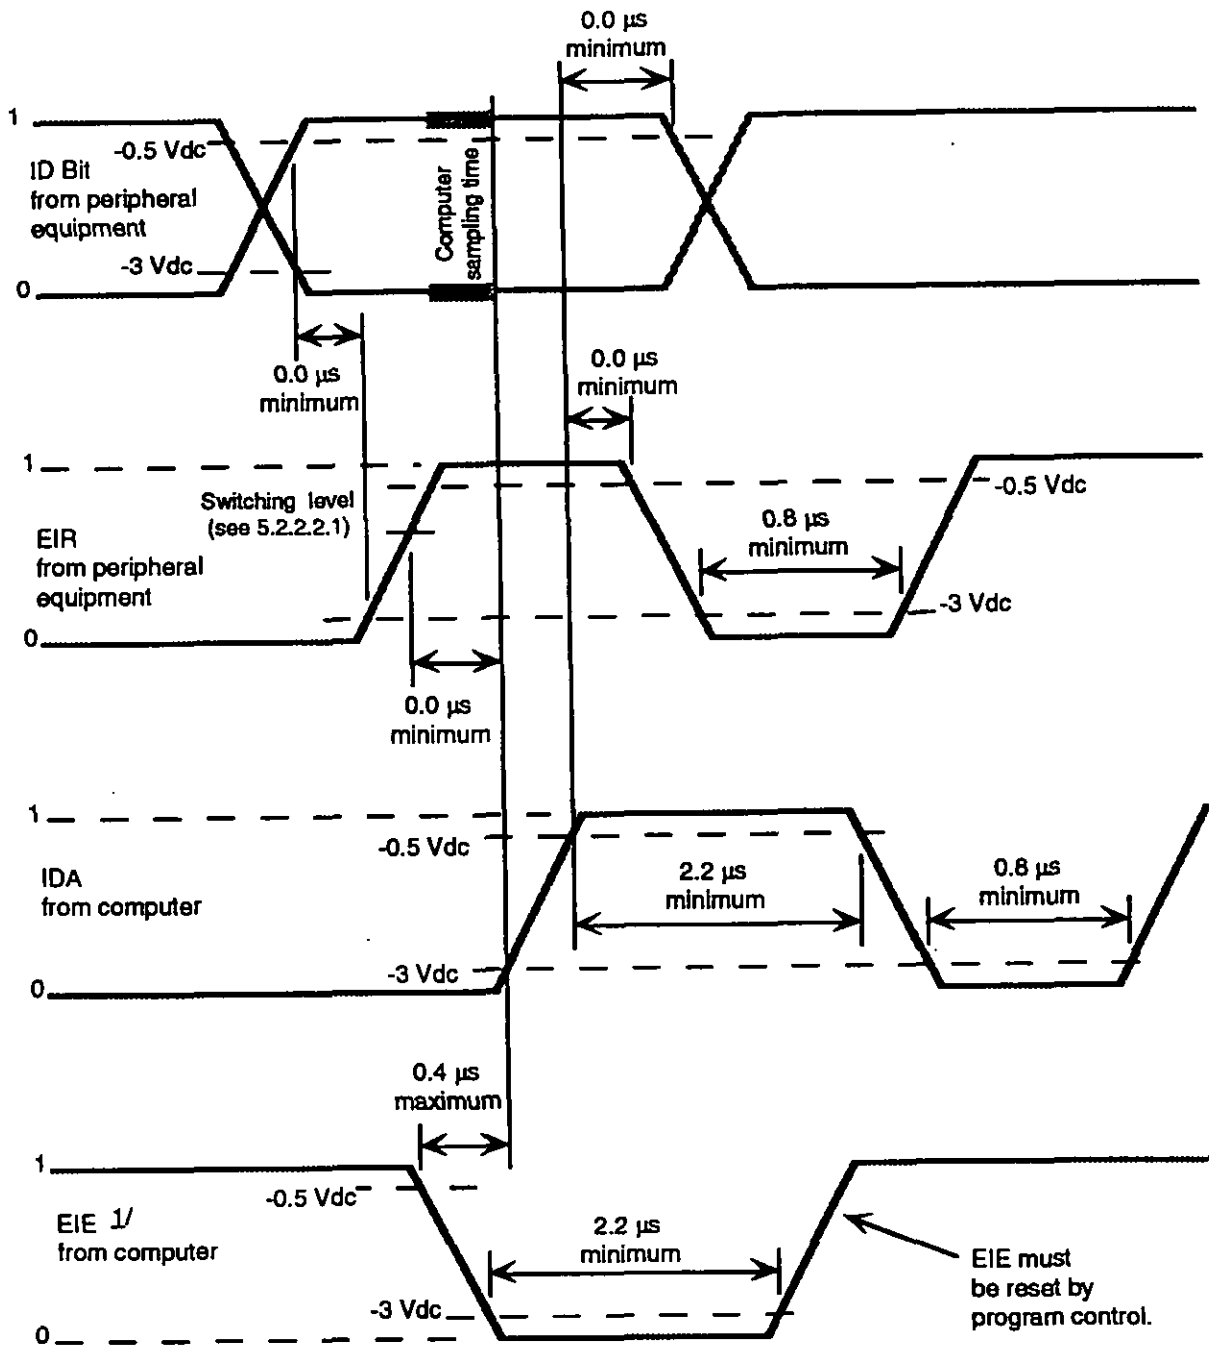 0.0 µs
minimum
1
-0.5 Vdc
ID Bit
from peripheral
equipment
-3 Vdc
0
Computer
sampling time
0.0 µs
minimum
0.0 µs
minimum
1
Switching level
(see 5.2.2.2.1)
-0.5 Vdc
EIR
from peripheral
equipment
0.8 µs
minimum
-3 Vdc
0
0.0 µs
minimum
1
-0.5 Vdc
IDA
from computer
2.2 µs
minimum
0.8 µs
minimum
-3 Vdc
0
0.4 µs
maximum
1
-0.5 Vdc
EIE 1/
from computer
2.2 µs
minimum
EIE must
be reset by
program control.
-3 Vdc
0